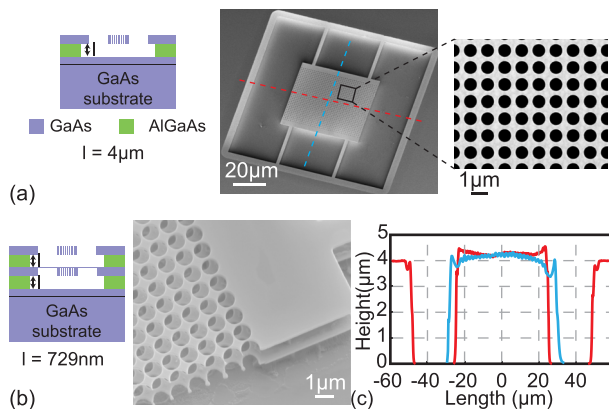 l
GaAs
substrate
GaAs AlGaAs
l = 4μm
(a)
20μm
1μm
l
l
GaAs
substrate
l = 729nm
(b)
1μm
Height(μm)
5
4
3
2
1
0
-60 -40 -20 0 20 40
Length (μm)
(c)